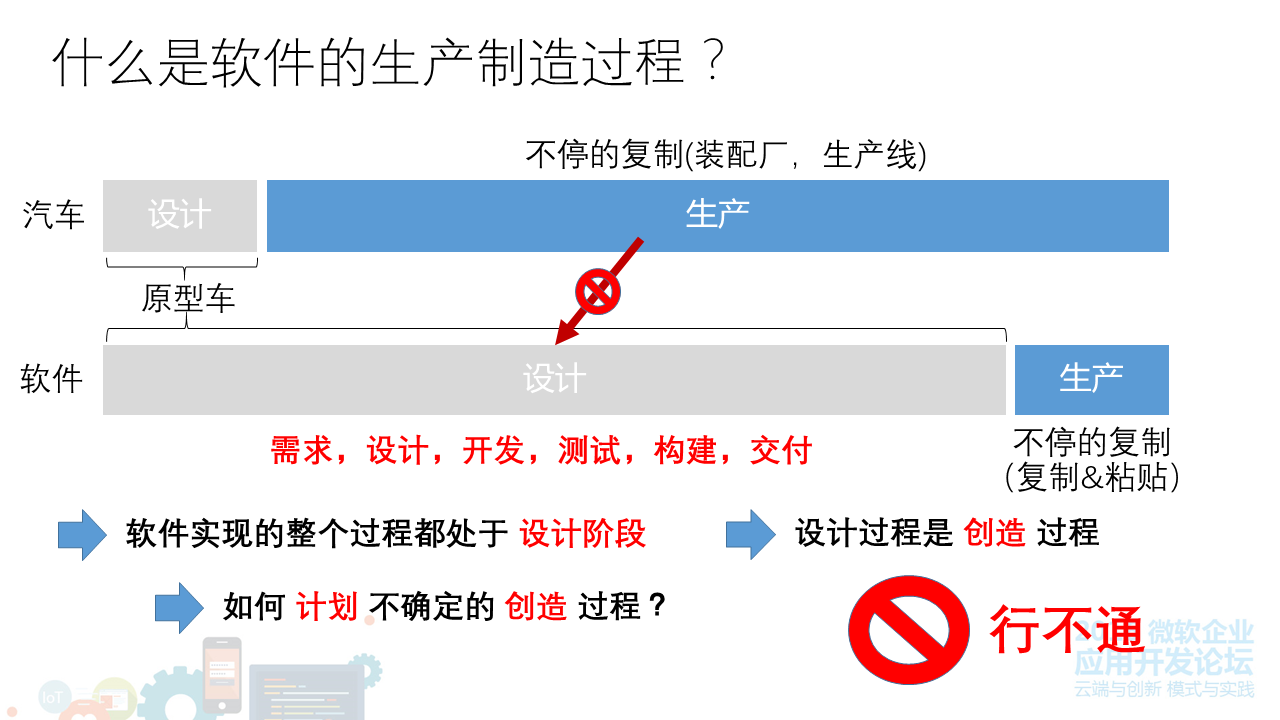 什么是软件的生产制造过程？
不停的复制(装配厂，生产线)
汽车
设计
生产
原型车
软件
设计
生产
需求，设计，开发，测试，构建，交付
不停的复制
（复制&粘贴）
软件实现的整个过程都处于 设计阶段
设计过程是 创造 过程
如何 计划 不确定的 创造 过程？
行不通
微软企业
应用开发论坛
云端与创新 模式与实践
IoT